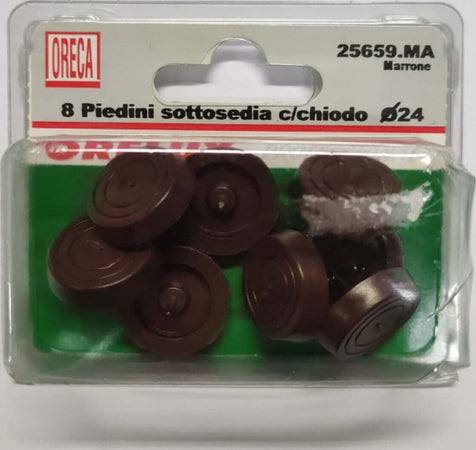 ORECA
25659.MA
Marrone
8 Piedini sottosedia c/chiodo Ø24